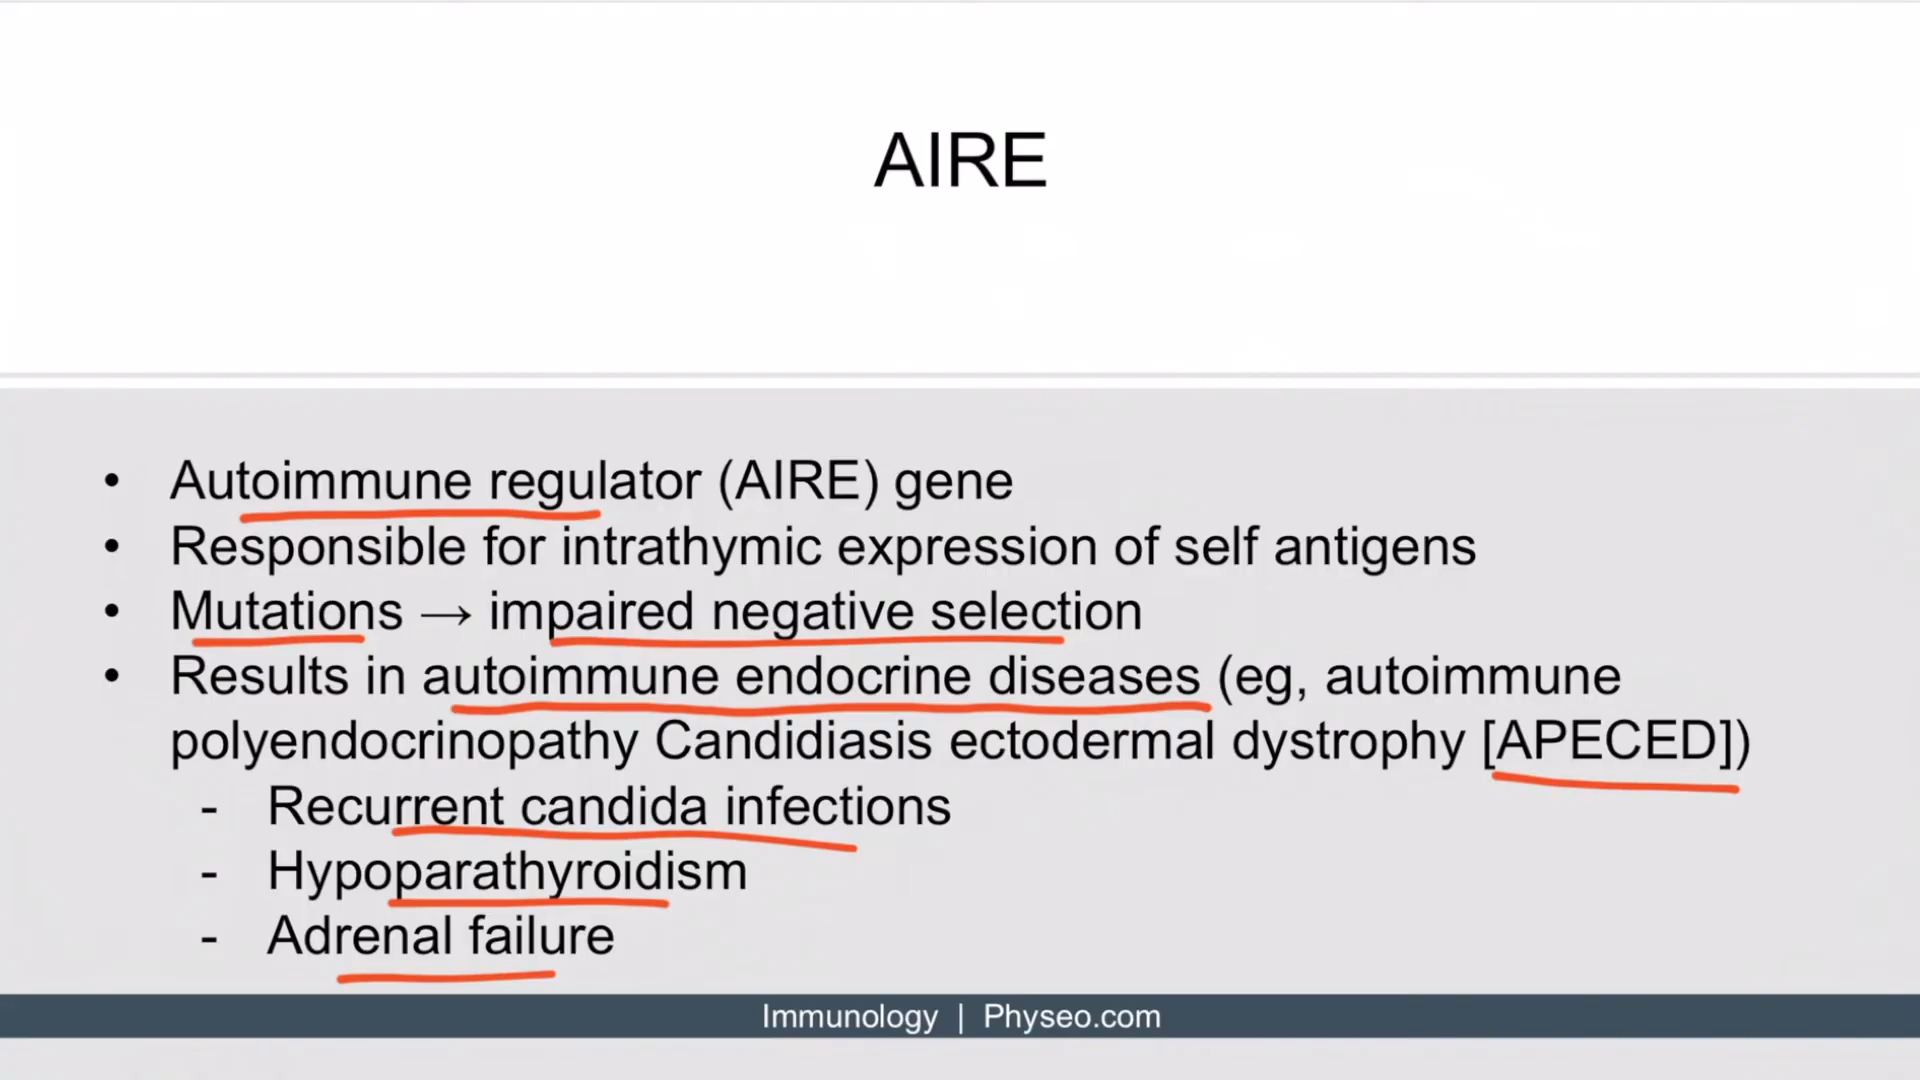 AIRE
• Autoimmune regulator (AIRE) gene
• Responsible for intrathymic expression of self antigens
• Mutations → impaired negative selection
• Results in autoimmune endocrine diseases (eg, autoimmune
polyendocrinopathy Candidiasis ectodermal dystrophy [APECED])
- Recurrent candida infections
- Hypoparathyroidism
- Adrenal failure
Immunology | Physeo.com